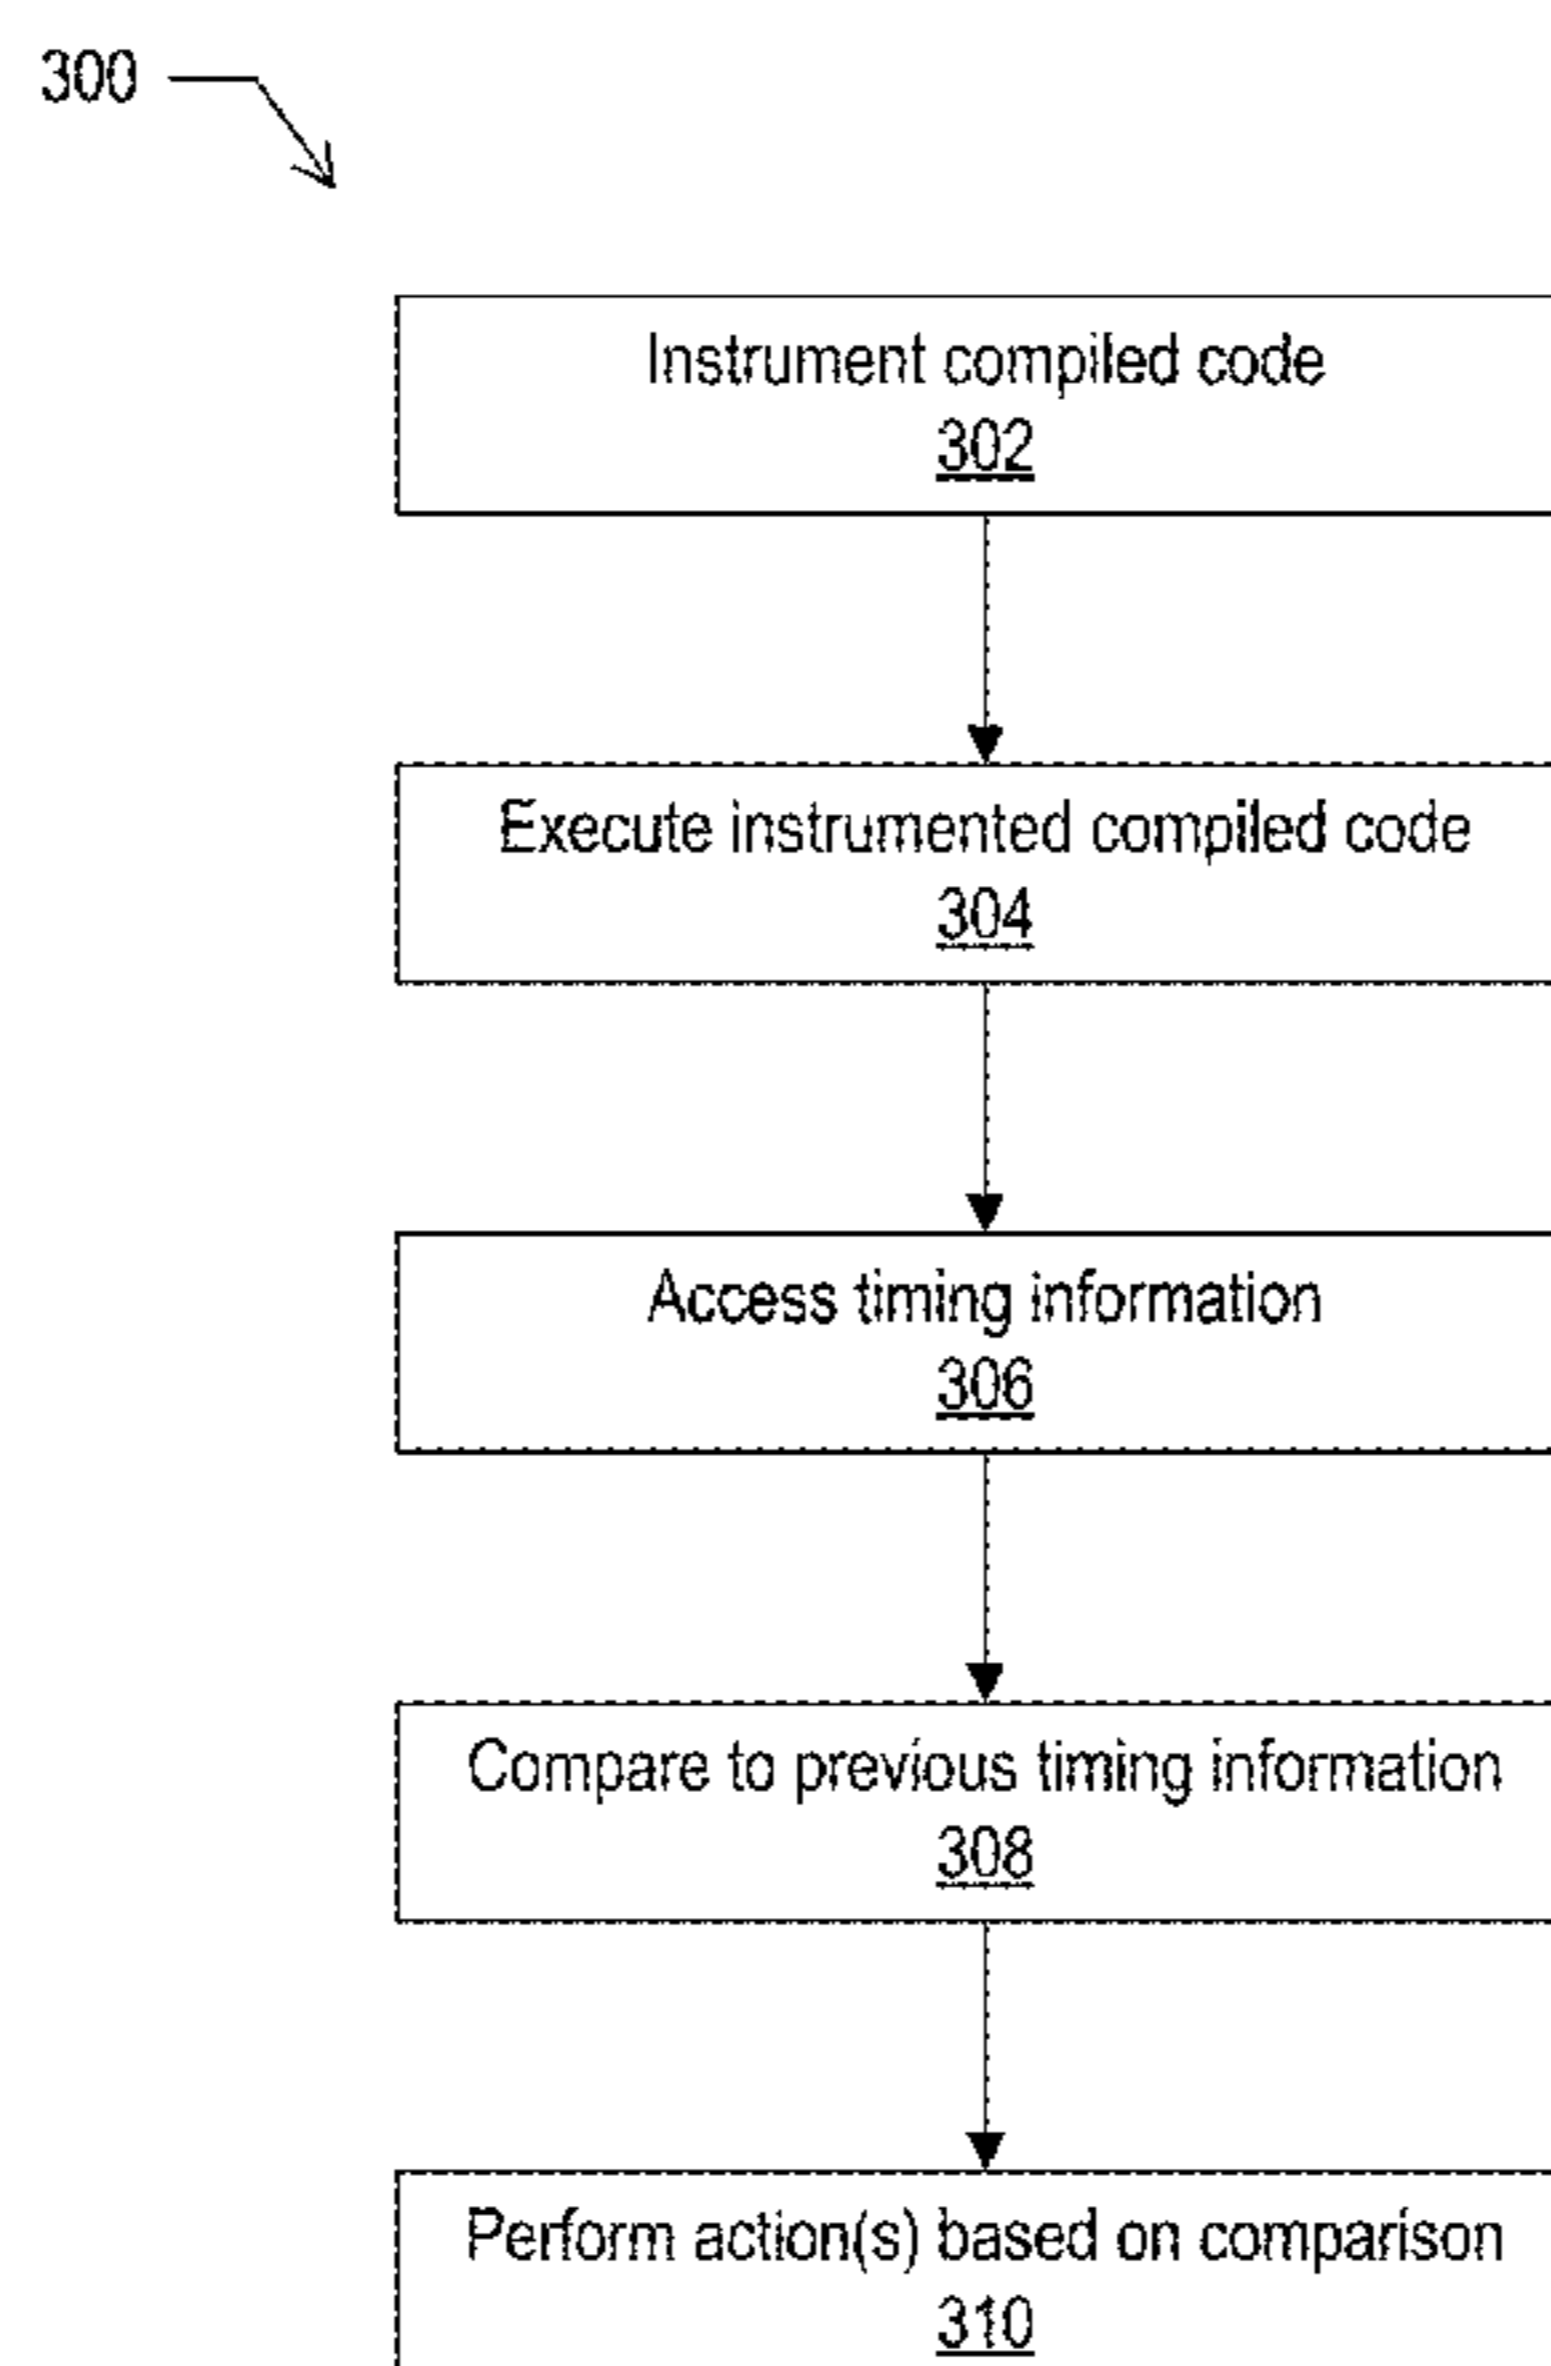 300
Instrument compiled code
302
Execute instrumented compiled code
304
Access timing information
306
Compare to previous timing information
308
Perform action(s) based on comparison
310